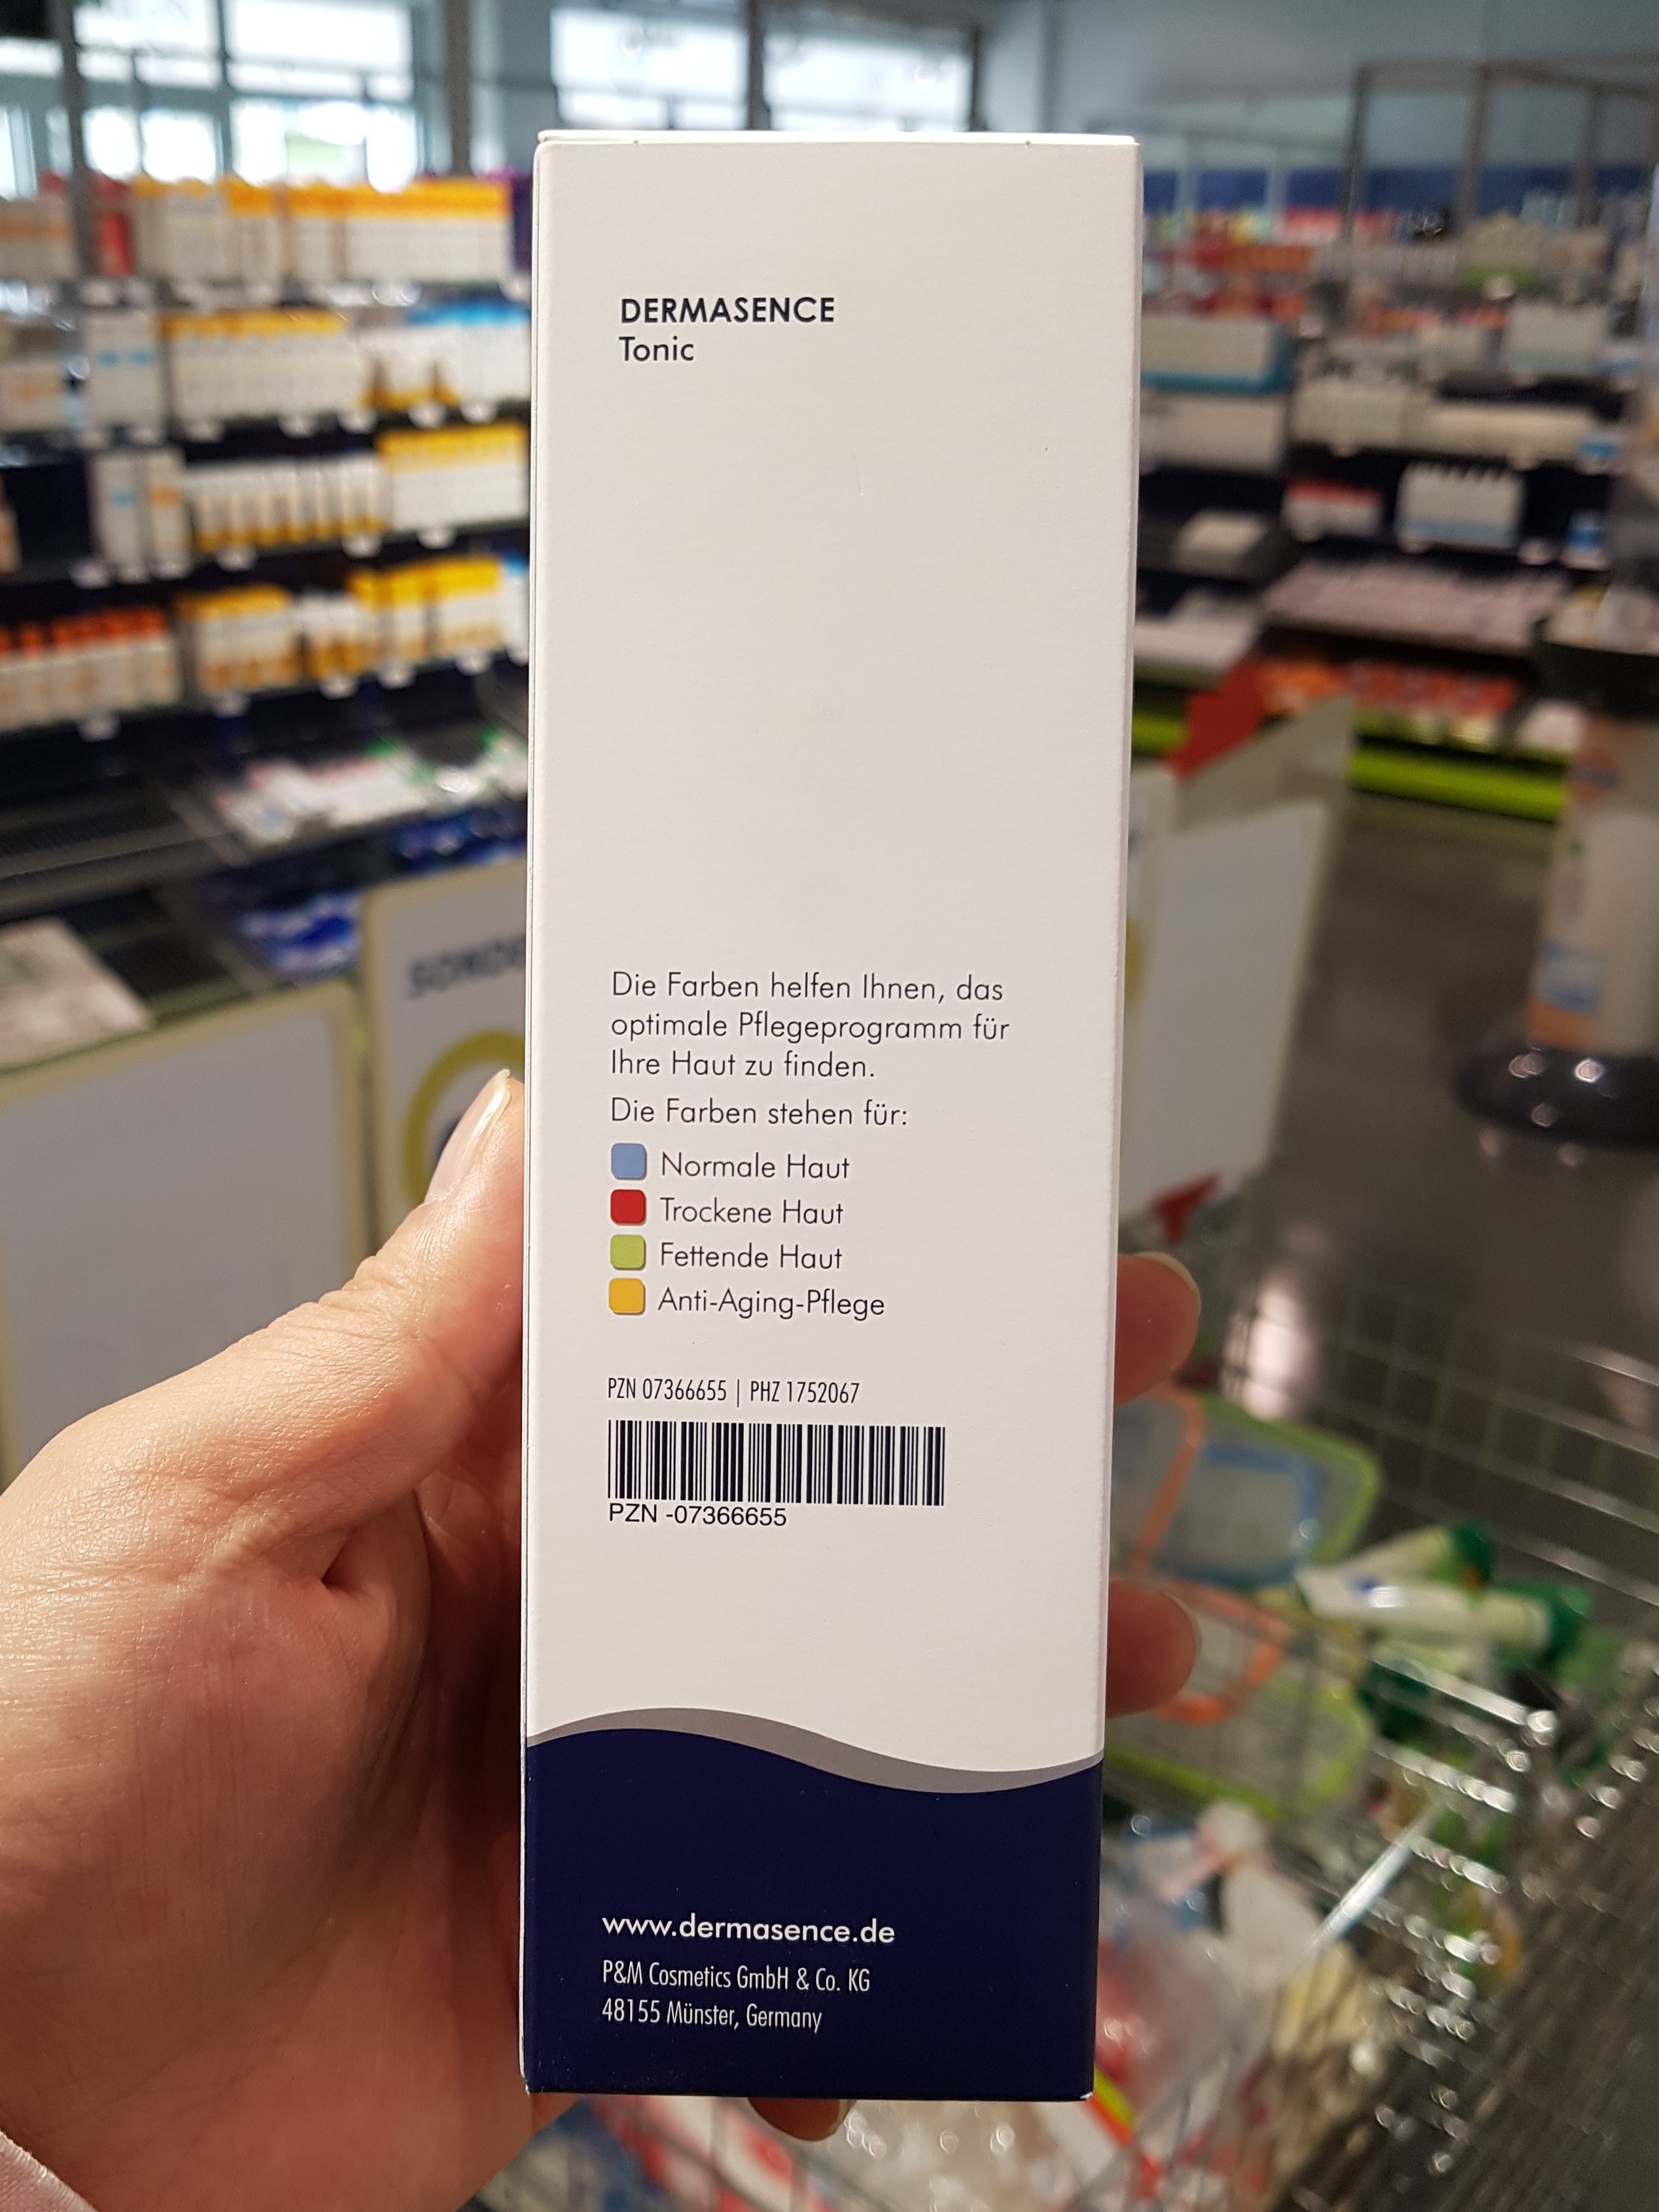 DERMASENCE
Tonic
Die Farben helfen Ihnen, das
optimale Pflegeprogramm für
Ihre Haut zu finden.
Die Farben stehen für:
Normale Haut
Trockene Haut
Fettende Haut
Anti-Aging-Pflege
PZN 07366655 | PHZ 1752067
PZN -07366655
www.dermasence.de
P&M Cosmetics GmbH & Co. KG
48155 Münster, Germany